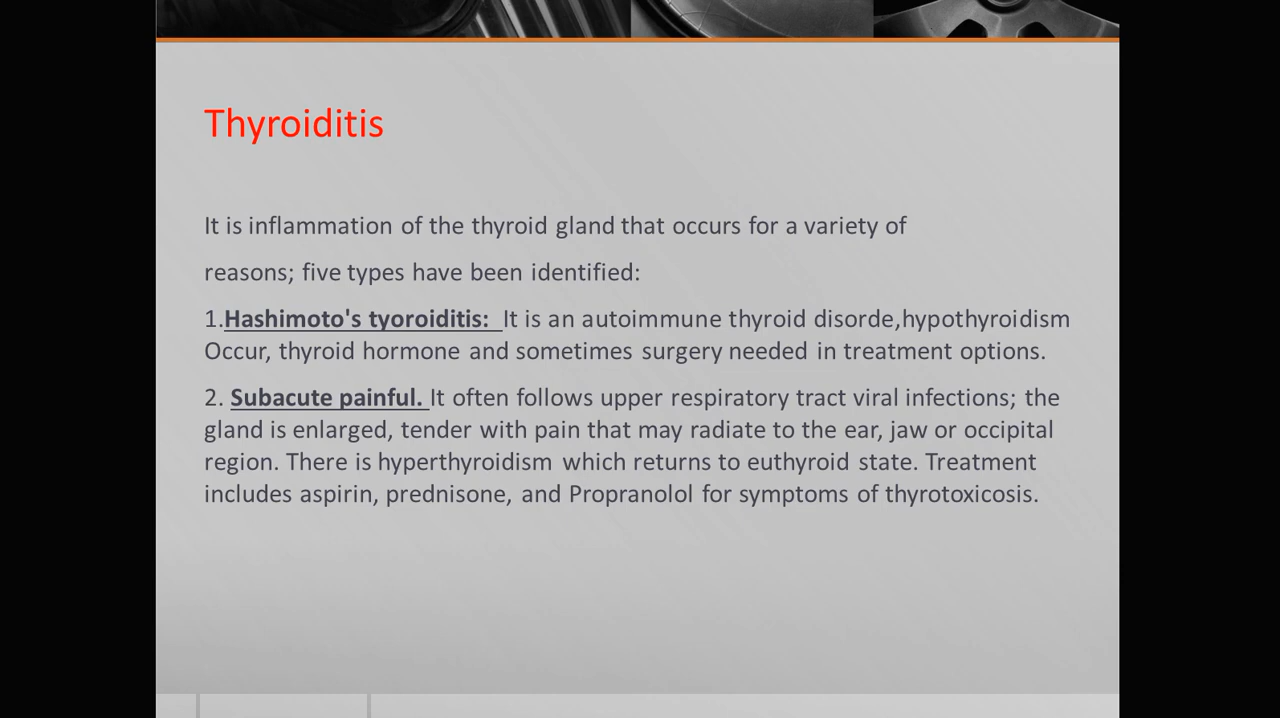 Thyroiditis
It is inflammation of the thyroid gland that occurs for a variety of
reasons; five types have been identified:
1.Hashimoto's tyoroiditis:  It is an autoimmune thyroid disorde,hypothyroidism
Occur, thyroid hormone and sometimes surgery needed in treatment options.
2. Subacute painful. It often follows upper respiratory tract viral infections; the
gland is enlarged, tender with pain that may radiate to the ear, jaw or occipital
region. There is hyperthyroidism which returns to euthyroid state. Treatment
includes aspirin, prednisone, and Propranolol for symptoms of thyrotoxicosis.